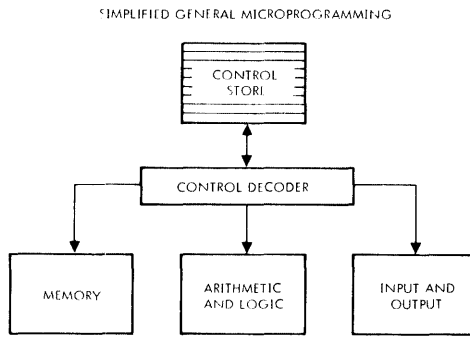 SIMPLIFIED GENERAL MICROPROGRAMMING
CONTROL
STORE
CONTROL DECODER
MEMORY
ARITHMETIC
AND LOGIC
INPUT AND
OUTPUT